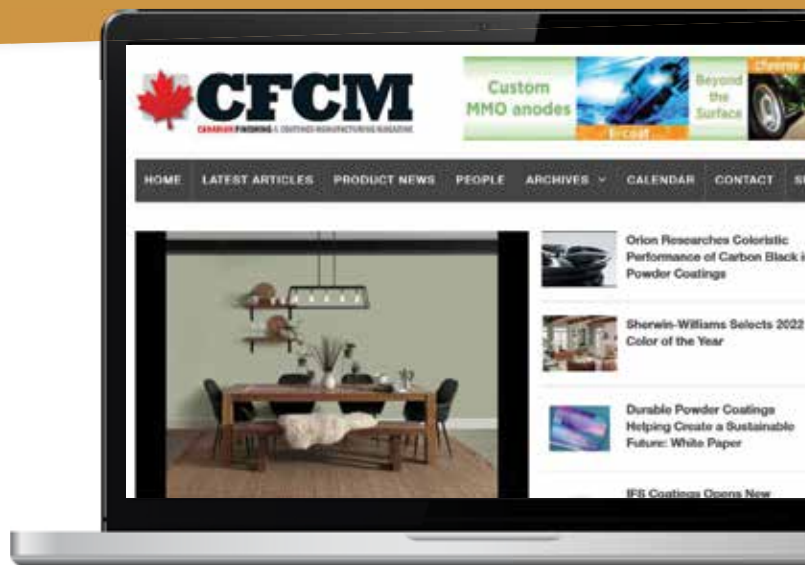 CFCM
CANADIAN FINISHING & COATINGS MANUFACTURING MAGAZINE
Custom
MMO anodes
E-coat
Beyond
the
Surface
HOME LATEST ARTICLES PRODUCT NEWS PEOPLE ARCHIVES CALENDAR CONTACT
Orion Researches Coloristic
Performance of Carbon Black
Powder Coatings
Sherwin-Williams Selects 2022
Color of the Year
Durable Powder Coatings
Helping Create a Sustainable
Future: White Paper
IFS Coatings Opens New